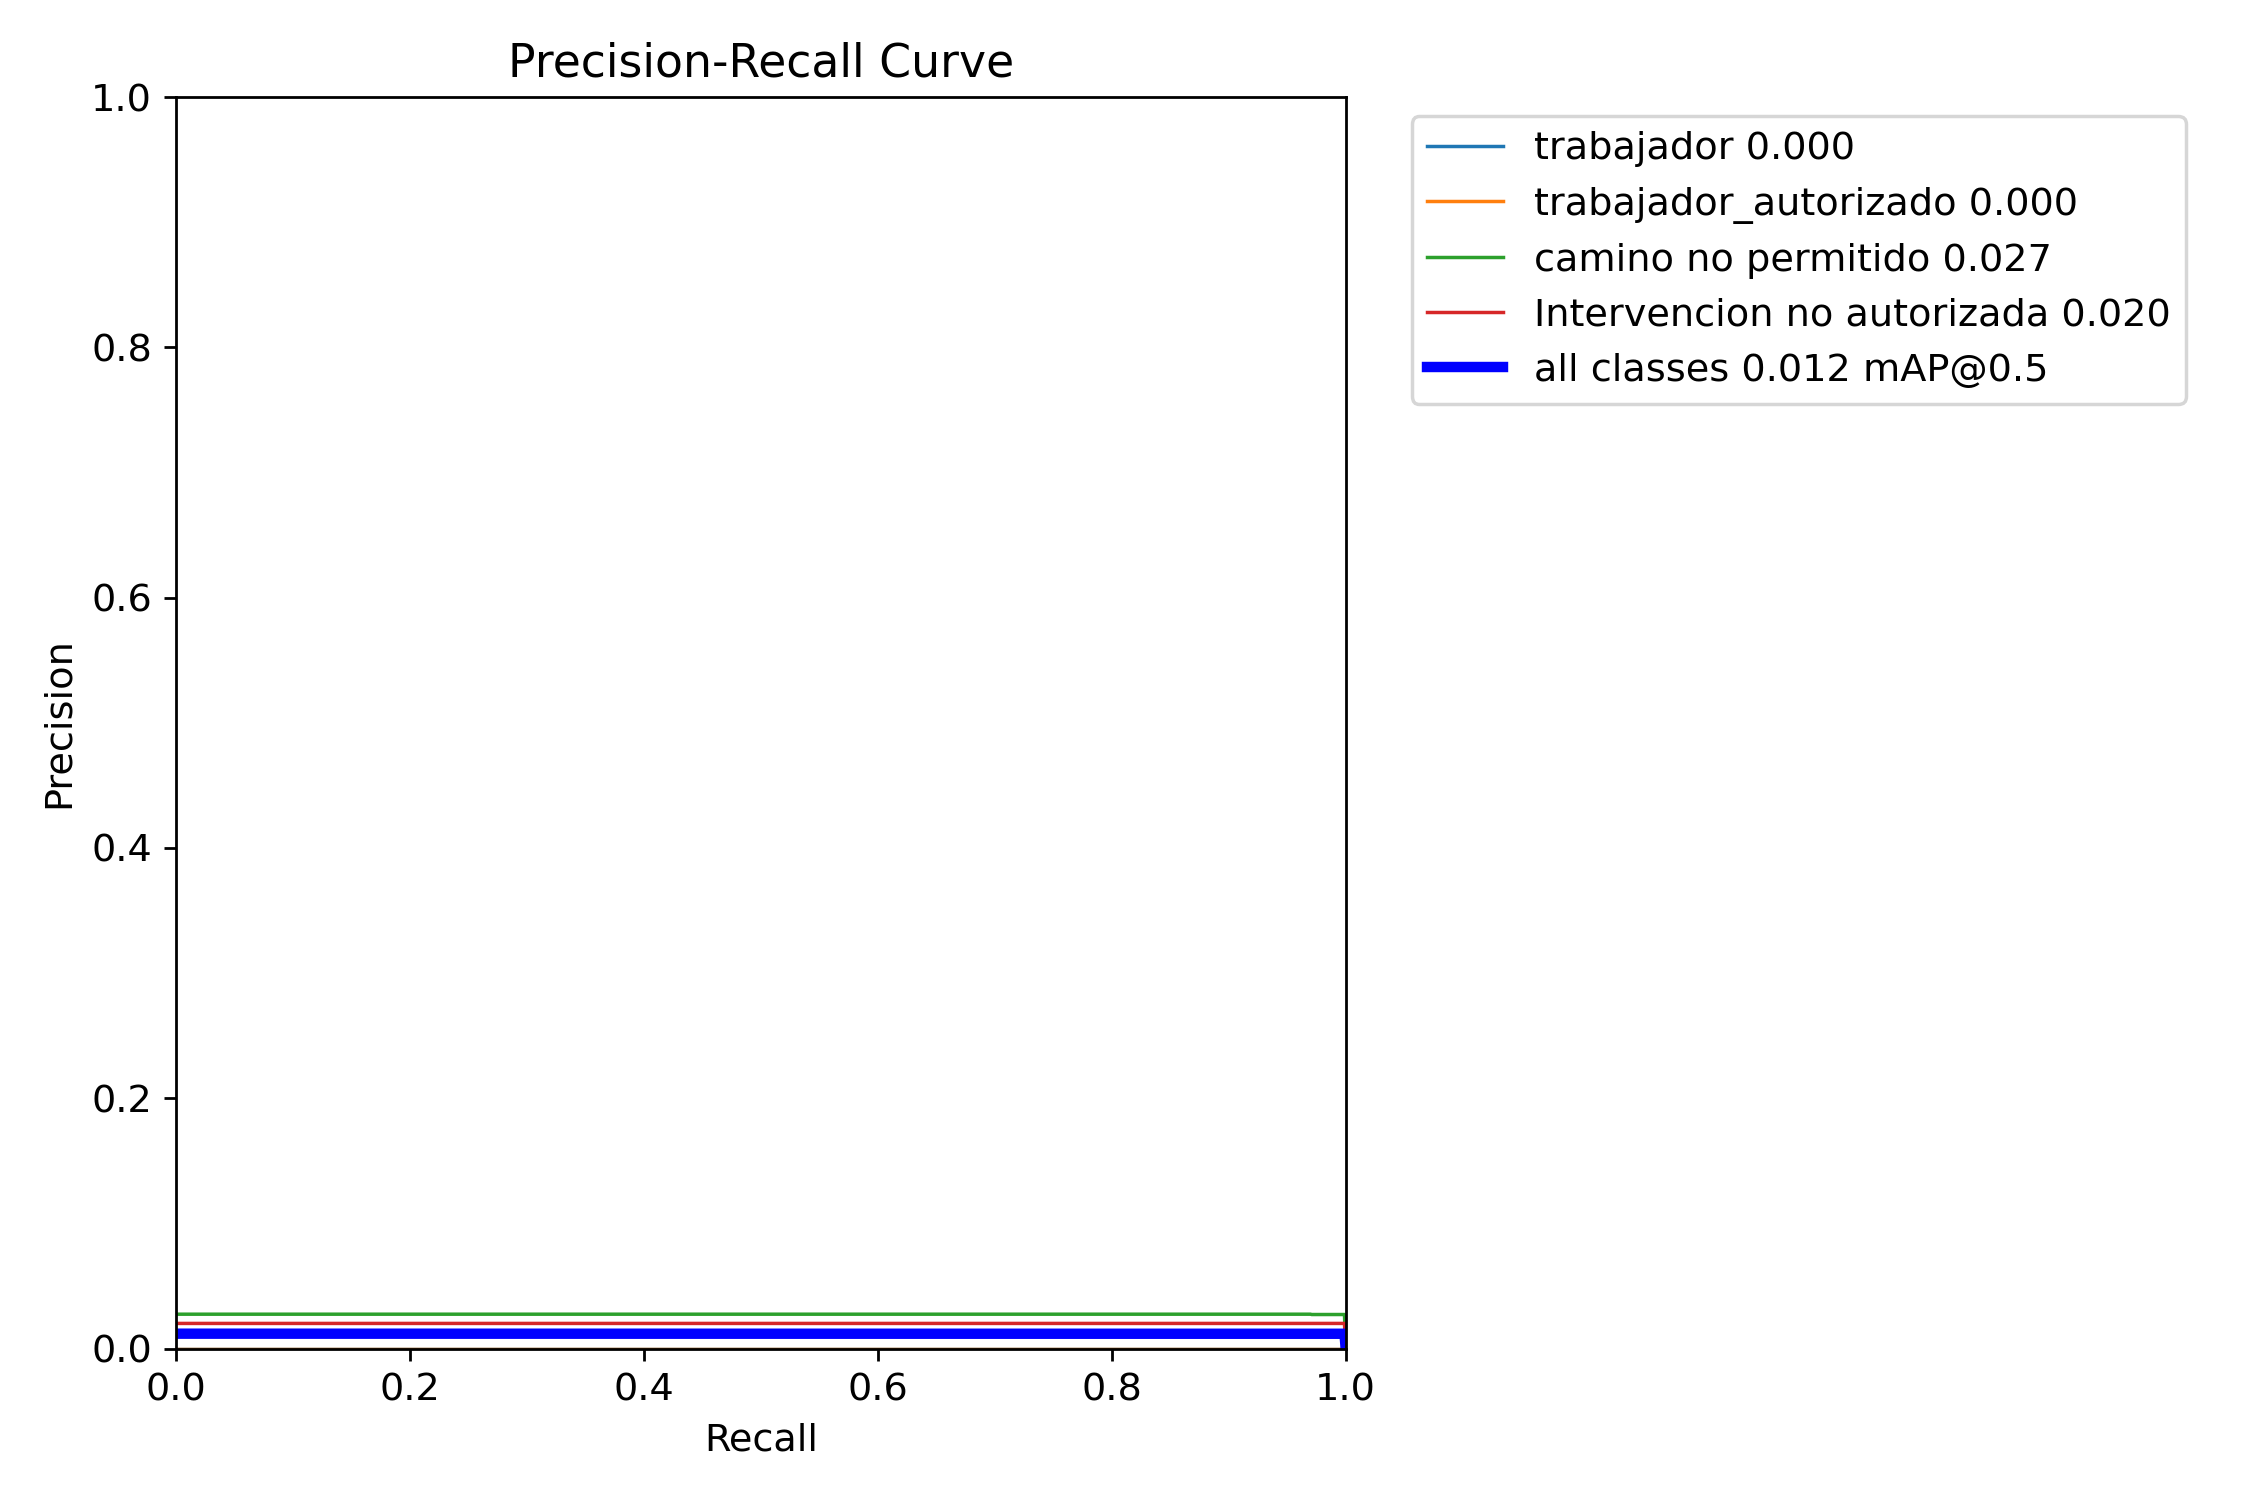 Precision-Recall Curve
1.0
0.8
0.6
0.4
0.2
0.0
Precision
0.0 0.2 0.4 0.6 0.8 1.0
Recall
trabajador 0.000
trabajador_autorizado 0.000
camino no permitido 0.027
Intervencion no autorizada 0.020
all classes 0.012 mAP@0.5